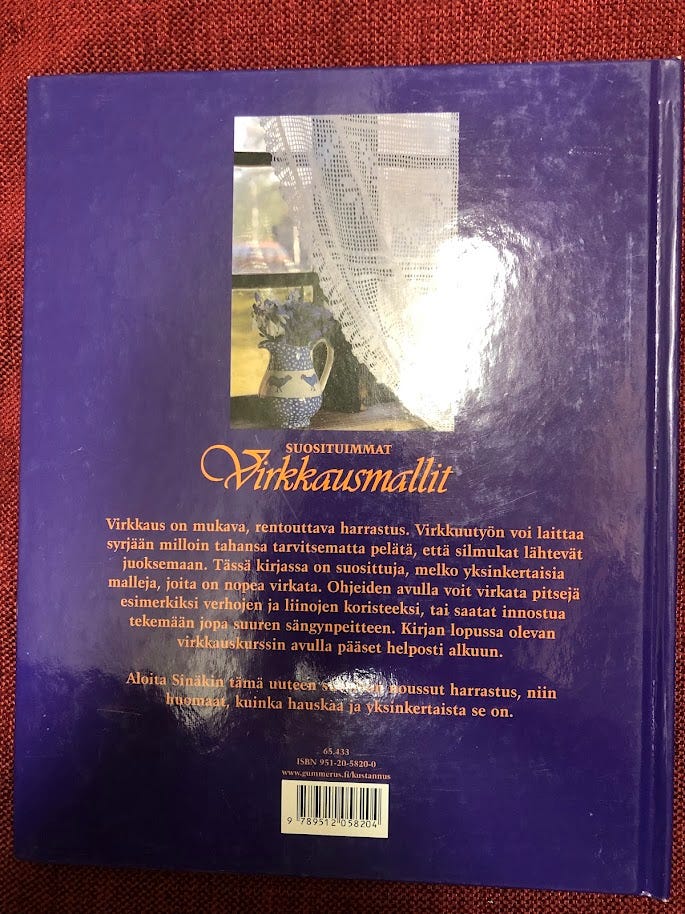 SUOSITUIMMAT
Virkkausmallit
Virkkaus on mukava, rentouttava harrastus. Virkkuutyön voi laittaa
syrjään milloin tahansa tarvitsematta pelätä, että silmukat lähtevät
juoksemaan. Tässä kirjassa on suosittuja, melko yksinkertaisia
malleja, joita on nopea virkata. Ohjeiden avulla voit virkata pitsejä
esimerkiksi verhojen ja liinojen koristeeksi, tai saatat innostua
tekemään jopa suuren sängynpeitteen. Kirjan lopussa olevan
virkkauskurssin avulla pääset helposti alkuun.
Aloita Sinäkin tämä uuteen noussut harrastus, niin
huomaat, kuinka hauskaa ja yksinkertaista se on.
65.433
ISBN 951-20-5820-0
www.gummerus.fi/kustannus
9 789512 058204